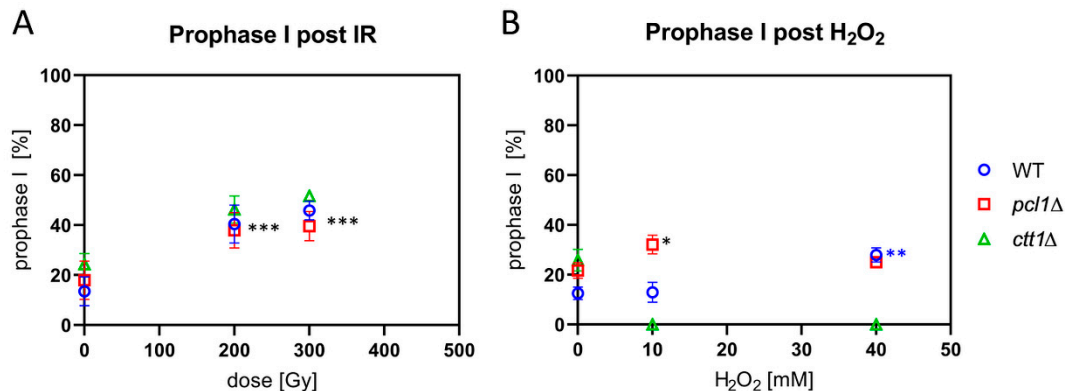 A
Prophase I post IR
100
80
60
40
20
0
prophase I [%]
***
***
0 100 200 300 400 500
dose [Gy]
B
Prophase I post H₂O₂
100
80
60
40
20
0
prophase I [%]
*
**
0 10 20 30 40 50
H₂O₂ [mM]
WT
pcl1Δ
ctt1Δ